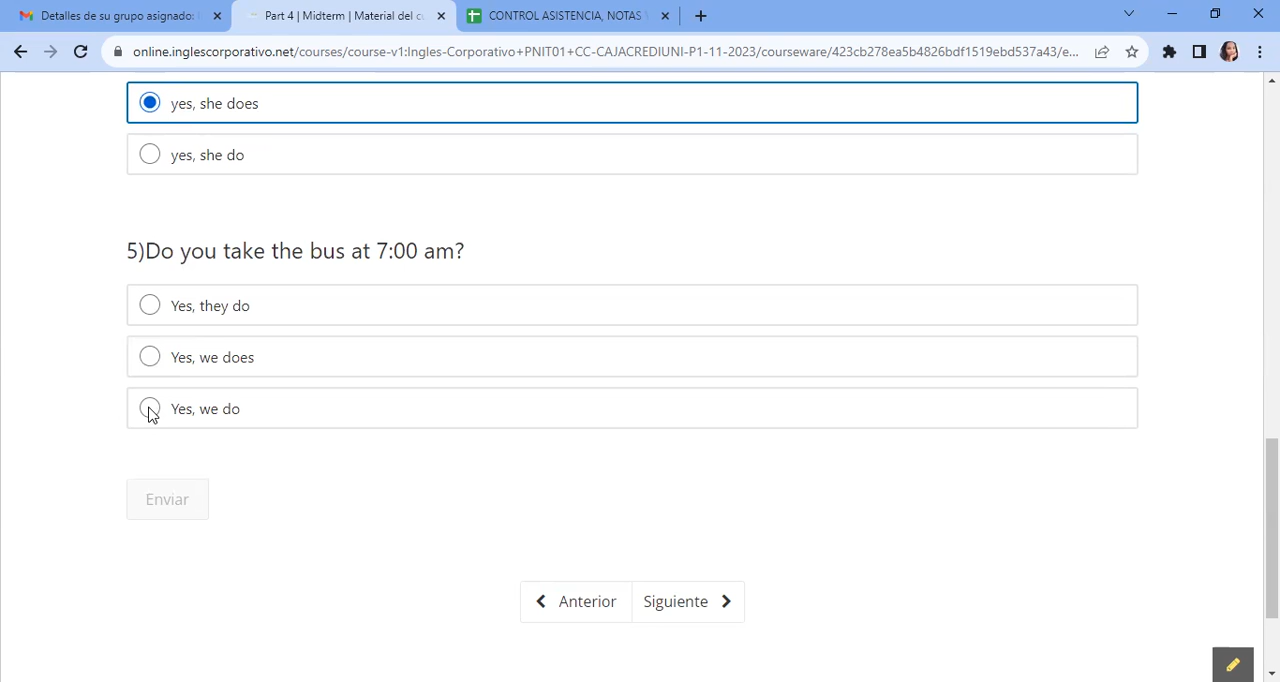 Detalles de su grupo asignado:
Part 4 | Midterm | Material del cu
CONTROL ASISTENCIA, NOTAS
online.inglescorporativo.net/courses/course-v1:Ingles-Corporativo+PNIT01+CC-CAJACREDIUNI-P1-11-2023/courseware/423cb278ea5b4826bdf1519ebd537a43/e...
yes, she does
yes, she do
5)Do you take the bus at 7:00 am?
Yes, they do
Yes, we does
Yes, we do
Enviar
Anterior
Siguiente